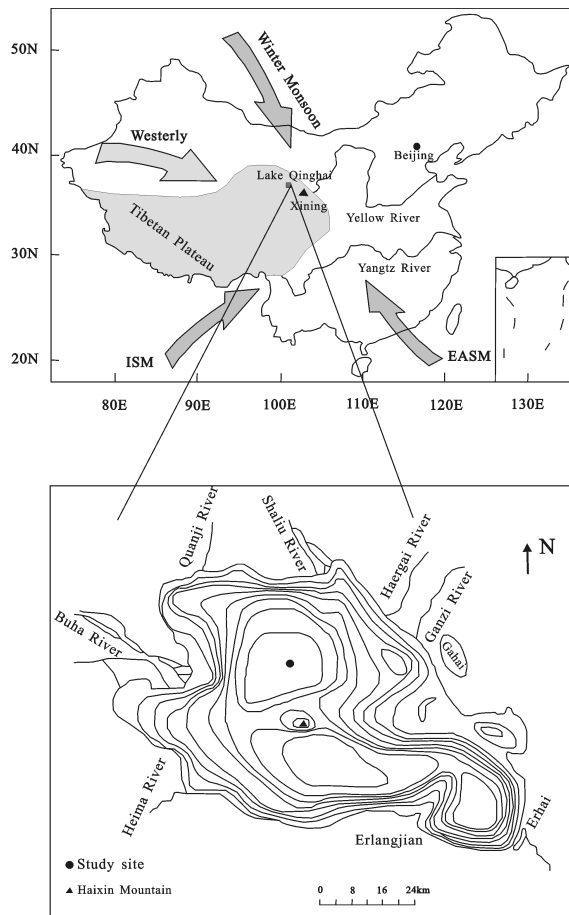 50N
40N
30N
20N
Winter Monsoon
Westerly
Beijing
Lake Qinghai
Xining
Tibetan Plateau
Yellow River
Yangtz River
ISM
EASM
80E 90E 100E 110E 120E 130E
Quanji River
Shaliu River
Haergai River
N
Ganzi River
Buha River
Gahai
Heima River
Erlangjian
Erhai
Study site
Haixin Mountain
0 8 16 24km